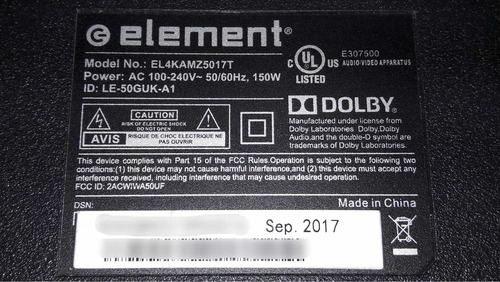 element
Model No.: EL4KAMZ5017T
Power: AC 100-240V~ 50/60Hz, 150W
ID: LE-50GUK-A1
c UL US
LISTED
E307500
AUDIO/VIDEO APPARATUS
CAUTION
RISK OF ELECTRIC SHOCK
DO NOT OPEN
AVIS
RISQUE DE CHOC ELECTRIQUE NE
PAS OUVRIR
DOLBY
Manufactured under license from
Dolby Laboratories. Dolby, Dolby
Audio, and the double-D symbol are
trademarks of Dolby Laboratories.
This device complies with Part 15 of the FCC Rules.Operation is subject to the following two
conditions:(1) this device may not cause harmful interference,and (2) this device must accept any
interference received, including interference that may cause undesired operation.
FCC ID: 2ACWIWA50UF
DSN:
Sep. 2017
Made in China